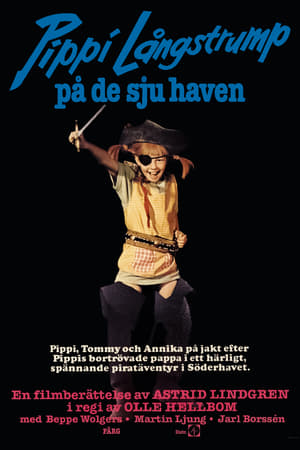 Pippi Långstrump
på de sju haven
Pippi, Tommy och Annika på jakt efter
Pippis bortrövade pappa i ett härligt,
spännande piratäventyr i Söderhavet.
En filmberättelse av ASTRID LINDGREN
i regi av OLLE HELLBOM
med Beppe Wolgers • Martin Ljung • Jarl Borssén
FÄRG